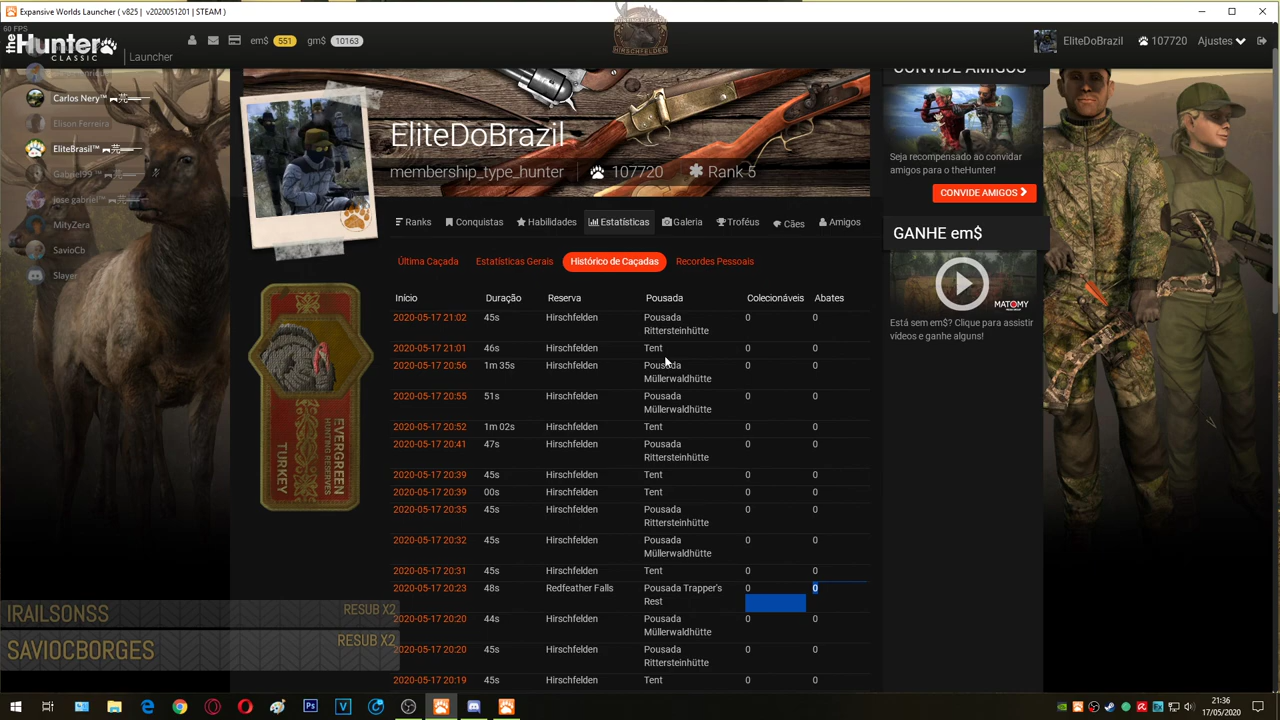 Expansive Worlds Launcher ( v825 | v2020051201 | STEAM )
60 FPS
theHunter CLASSIC
Launcher
em$ 551 gm$ 10163
EliteDoBrazil 107720 Ajustes
HIRSCHFELDEN
Carlos Nery™
Elison Ferreira
EliteBrasil™
Gabriel99 ™
jose gabriel™
MityZera
SavioCb
Slayer
EliteDoBrazil
membership_type_hunter 107720 Rank 5
Ranks Conquistas Habilidades Estatísticas Galeria Troféus Cães Amigos
Última Caçada Estatísticas Gerais Histórico de Caçadas Recordes Pessoais
Início Duração Reserva Pousada Colecionáveis Abates
2020-05-17 21:02 45s Hirschfelden Pousada Rittersteinhütte 0 0
2020-05-17 21:01 46s Hirschfelden Tent 0 0
2020-05-17 20:56 1m 35s Hirschfelden Pousada Müllerwaldhütte 0 0
2020-05-17 20:55 51s Hirschfelden Pousada Müllerwaldhütte 0 0
2020-05-17 20:52 1m 02s Hirschfelden Tent 0 0
2020-05-17 20:41 47s Hirschfelden Pousada Rittersteinhütte 0 0
2020-05-17 20:39 45s Hirschfelden Tent 0 0
2020-05-17 20:39 00s Hirschfelden Tent 0 0
2020-05-17 20:35 45s Hirschfelden Pousada Rittersteinhütte 0 0
2020-05-17 20:32 45s Hirschfelden Pousada Müllerwaldhütte 0 0
2020-05-17 20:31 45s Hirschfelden Tent 0 0
2020-05-17 20:23 48s Redfeather Falls Pousada Trapper's Rest 0 0
2020-05-17 20:20 44s Hirschfelden Pousada Müllerwaldhütte 0 0
2020-05-17 20:20 45s Hirschfelden Pousada Rittersteinhütte 0 0
2020-05-17 20:19 45s Hirschfelden Tent 0 0
EVERGREEN
HUNTING RESERVES
TURKEY
CONVIDE AMIGOS
Seja recompensado ao convidar
amigos para o theHunter!
CONVIDE AMIGOS
GANHE em$
MATOMY
Está sem em$? Clique para assistir
vídeos e ganhe alguns!
IRAILSONSS RESUB X2
SAVIOCBORGES RESUB X2
21:36
17/05/2020